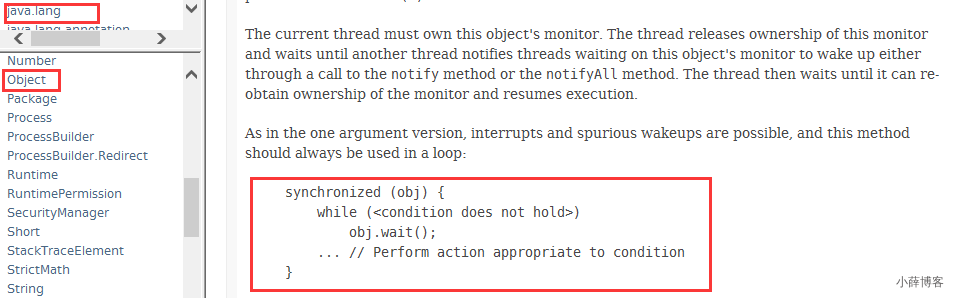 java.lang
java.lang.annotation
Number
Object
Package
Process
ProcessBuilder
ProcessBuilder.Redirect
Runtime
RuntimePermission
SecurityManager
Short
StackTraceElement
StrictMath
String
The current thread must own this object's monitor. The thread releases ownership of this monitor
and waits until another thread notifies threads waiting on this object's monitor to wake up either
through a call to the notify method or the notifyAll method. The thread then waits until it can re-
obtain ownership of the monitor and resumes execution.
As in the one argument version, interrupts and spurious wakeups are possible, and this method
should always be used in a loop:
synchronized (obj) {
while (<condition does not hold>)
obj.wait();
... // Perform action appropriate to condition
}
小薛博客